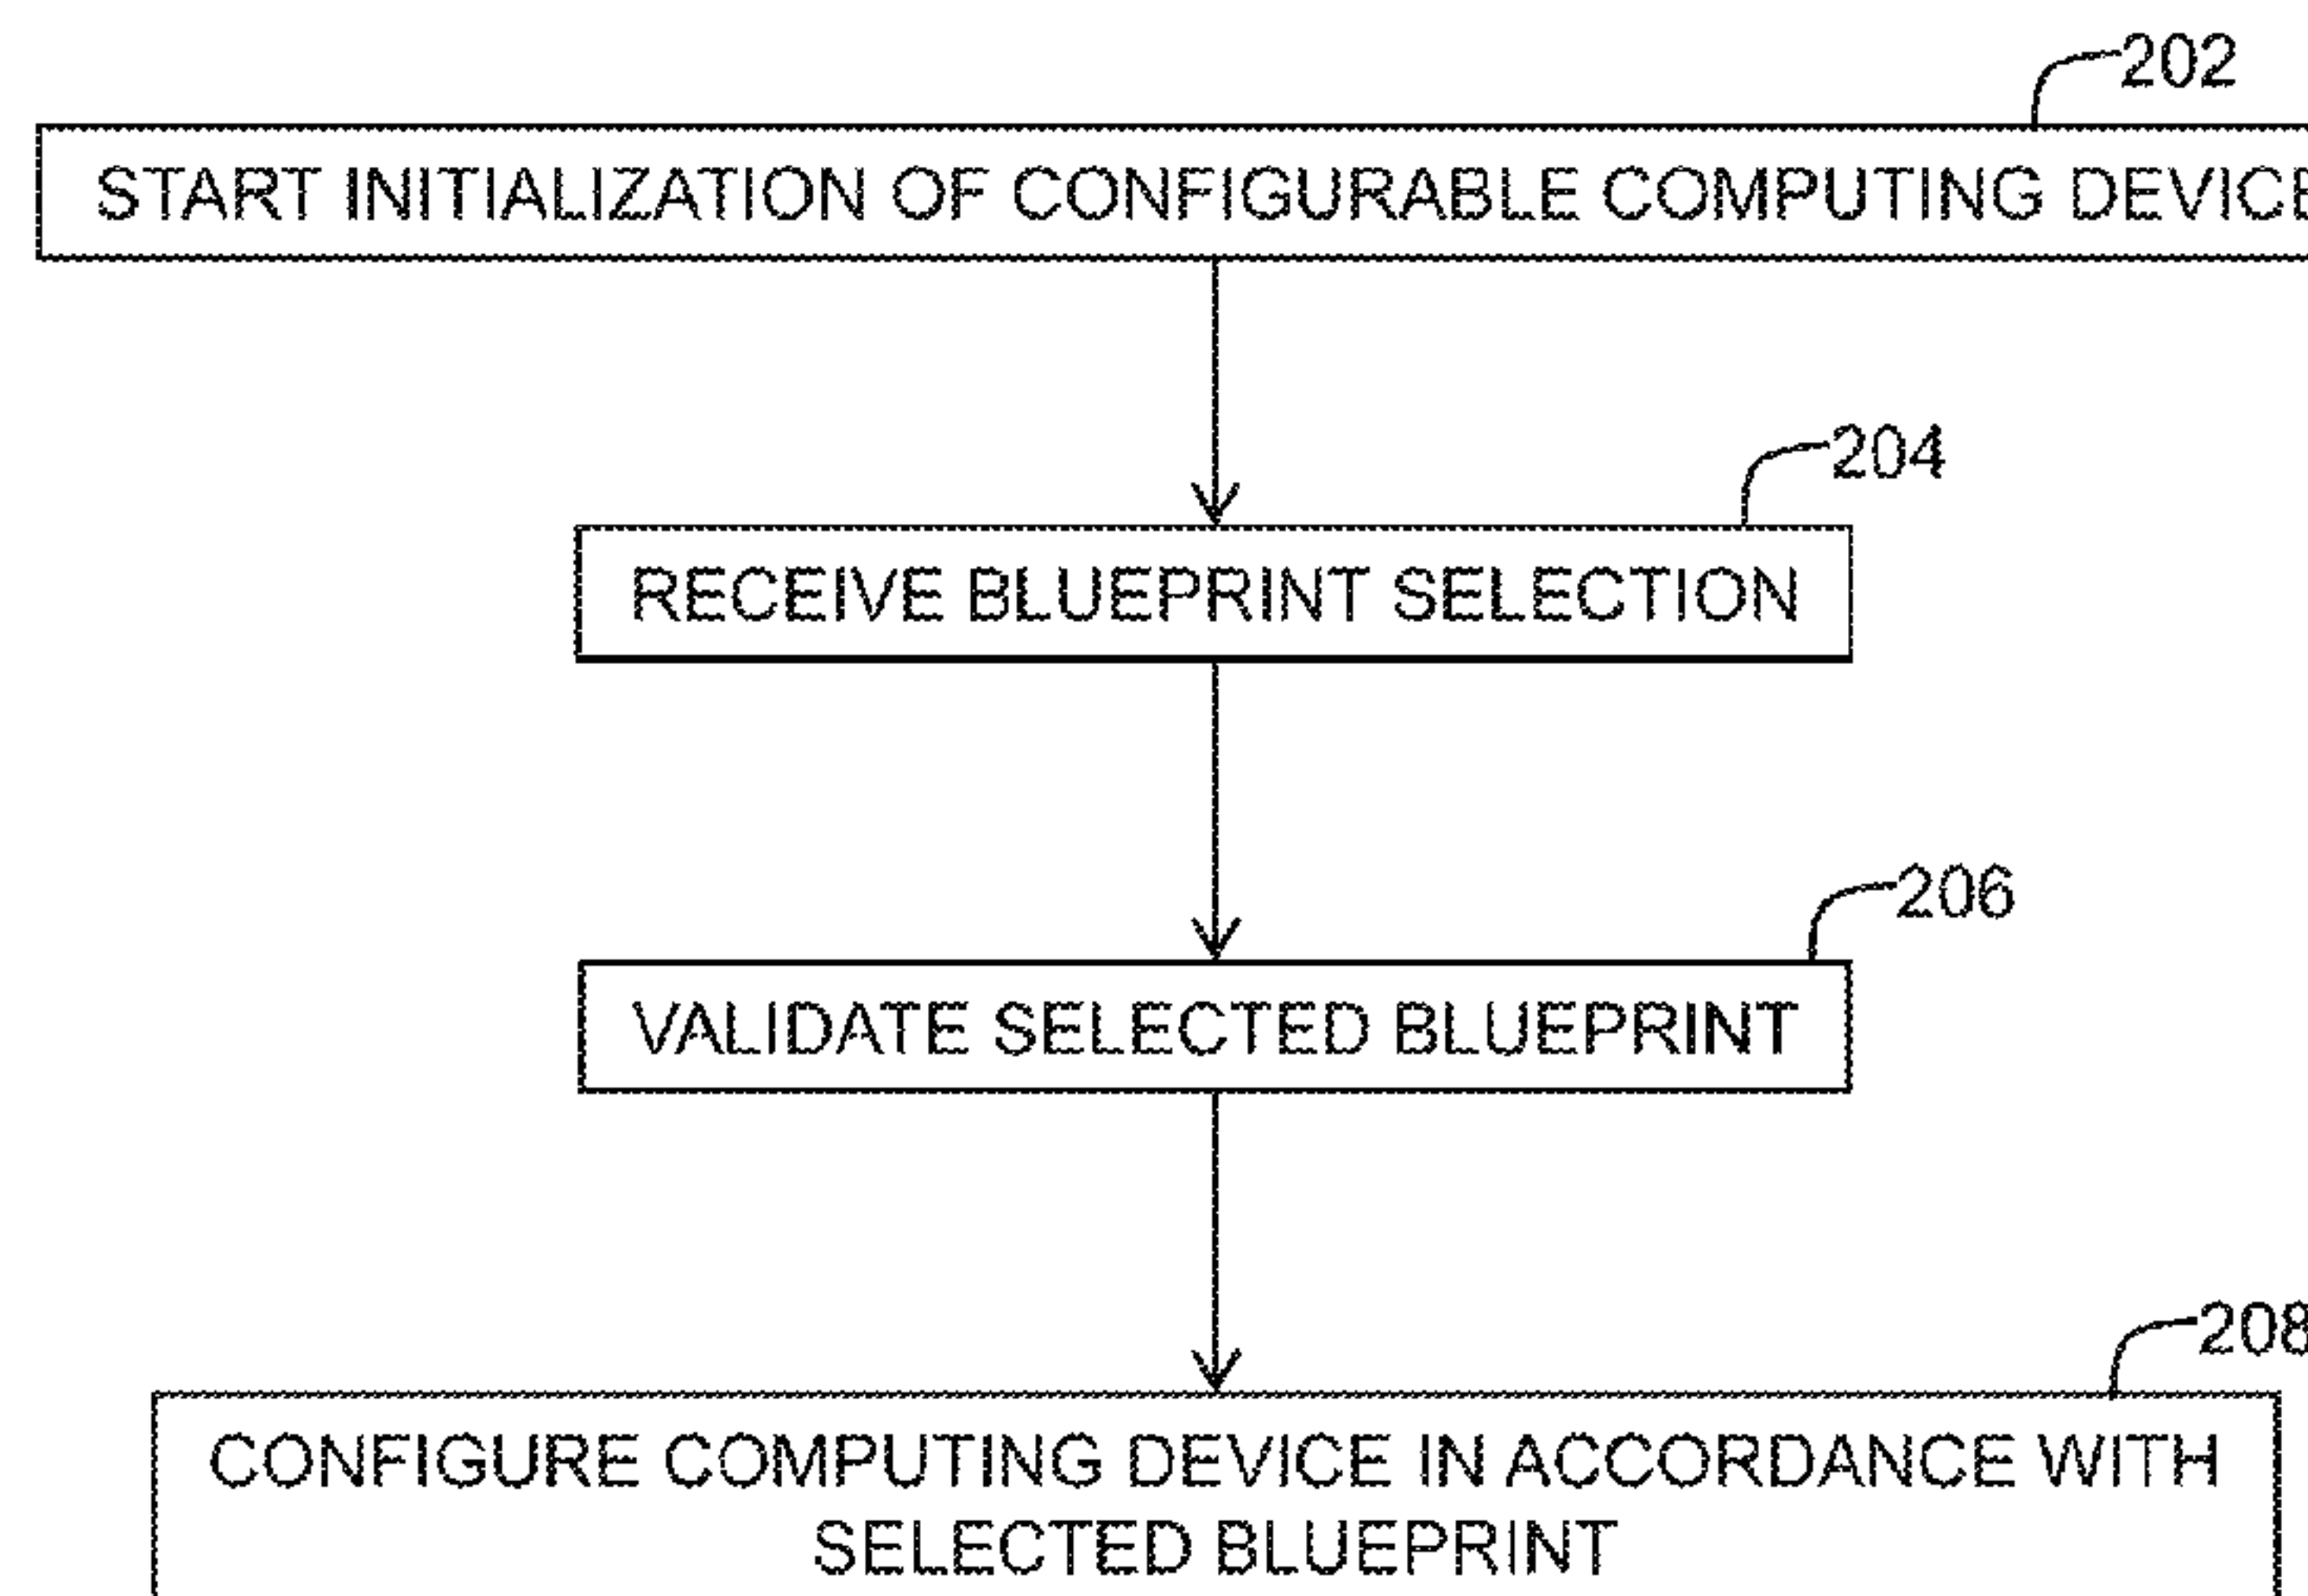 202
START INITIALIZATION OF CONFIGURABLE COMPUTING DEVICE
204
RECEIVE BLUEPRINT SELECTION
206
VALIDATE SELECTED BLUEPRINT
208
CONFIGURE COMPUTING DEVICE IN ACCORDANCE WITH
SELECTED BLUEPRINT